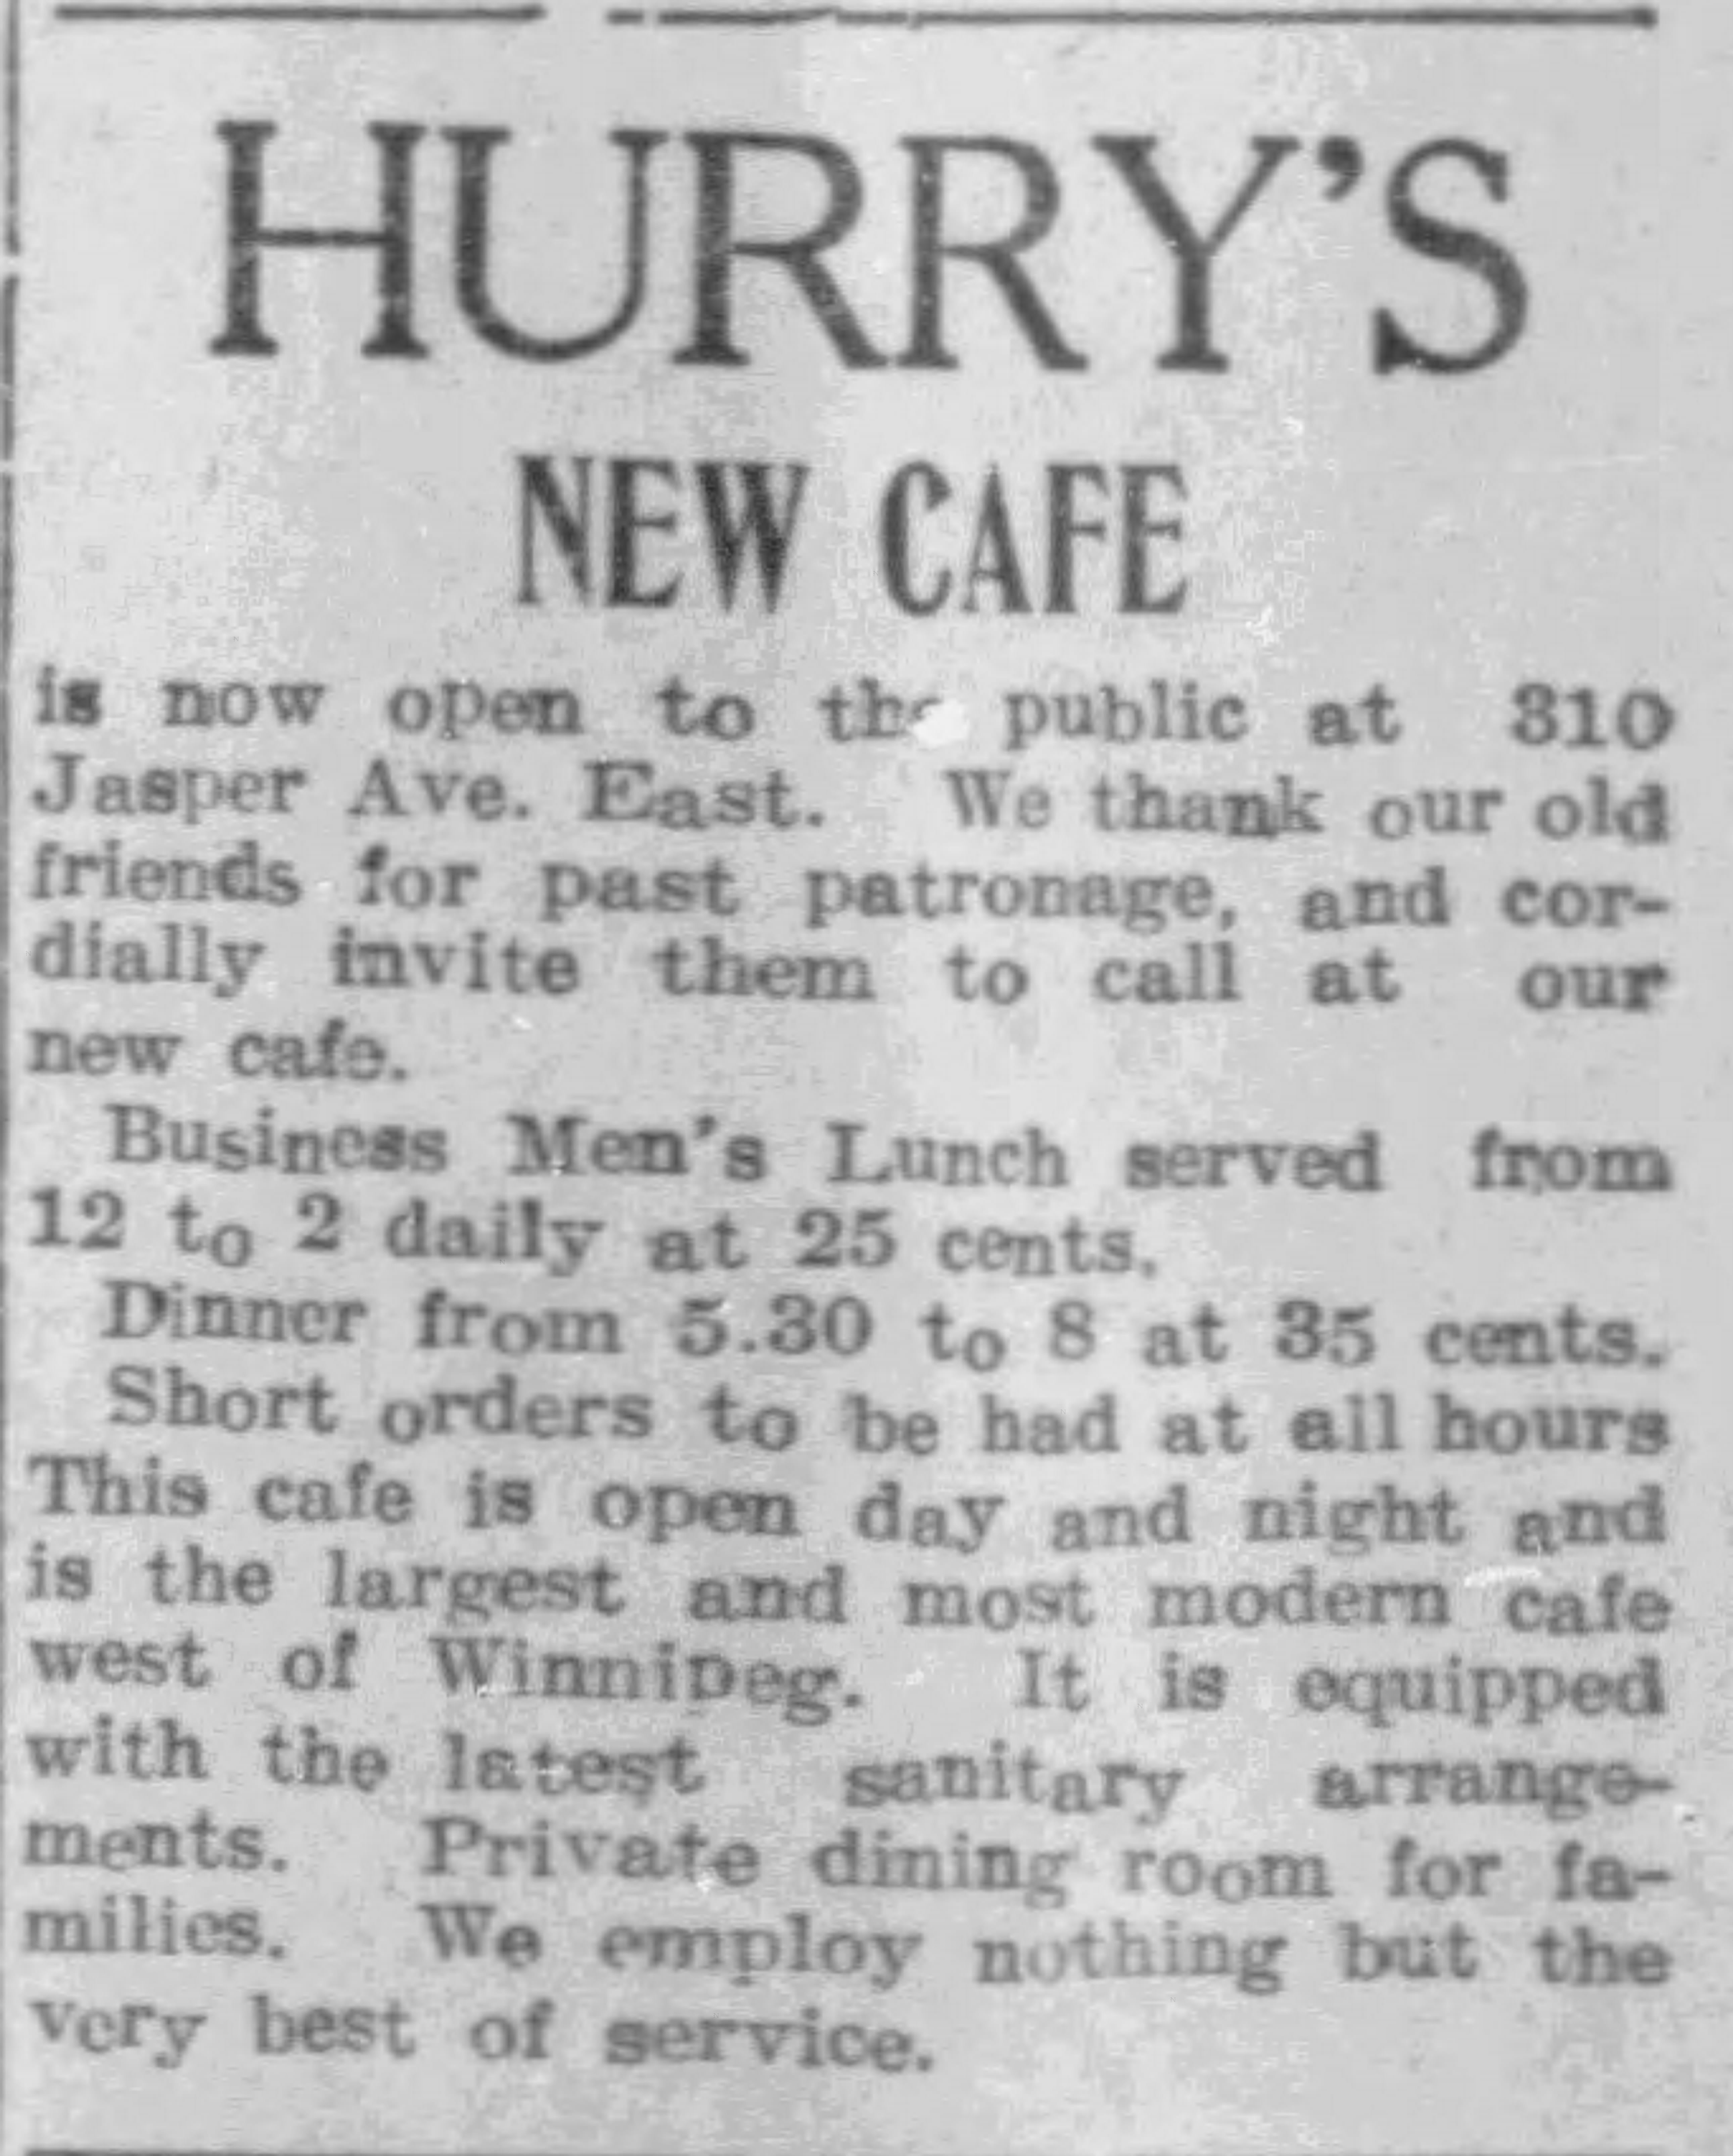 HURRY'S
NEW CAFE
is now open to the public at 310
Jasper Ave. East. We thank our old
friends for past patronage, and cor-
dially invite them to call at our
new cafe.
Business Men's Lunch served from
12 to 2 daily at 25 cents.
Dinner from 5.30 to 8 at 35 cents.
Short orders to be had at all hours
This cafe is open day and night and
is the largest and most modern cafe
west of Winnipeg. It is equipped
with the latest sanitary arrange-
ments. Private dining room for fa-
milies. We employ nothing but the
very best of service.